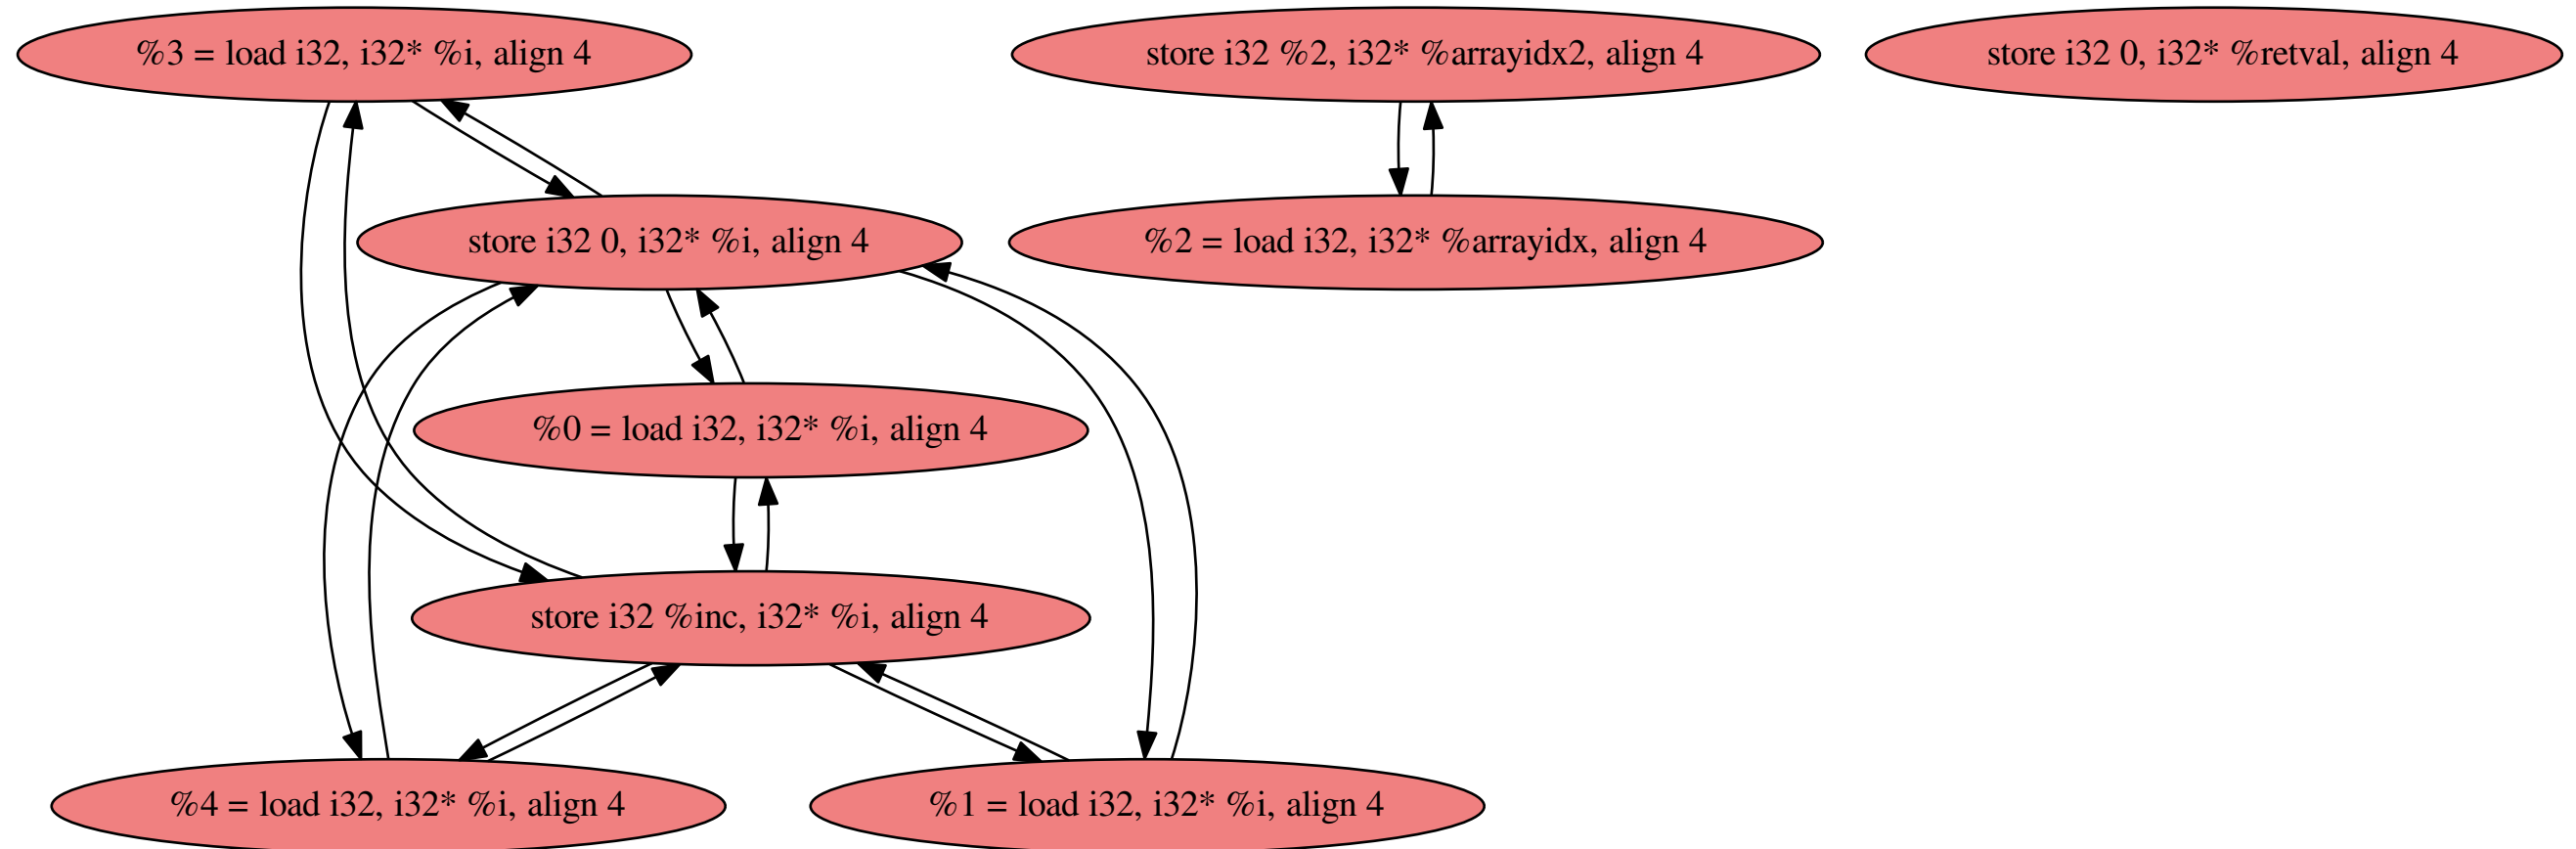 %3 = load i32, i32* %i, align 4
store i32 %2, i32* %arrayidx2, align 4
store i32 0, i32* %retval, align 4
store i32 0, i32* %i, align 4
%2 = load i32, i32* %arrayidx, align 4
%0 = load i32, i32* %i, align 4
store i32 %inc, i32* %i, align 4
%4 = load i32, i32* %i, align 4
%1 = load i32, i32* %i, align 4